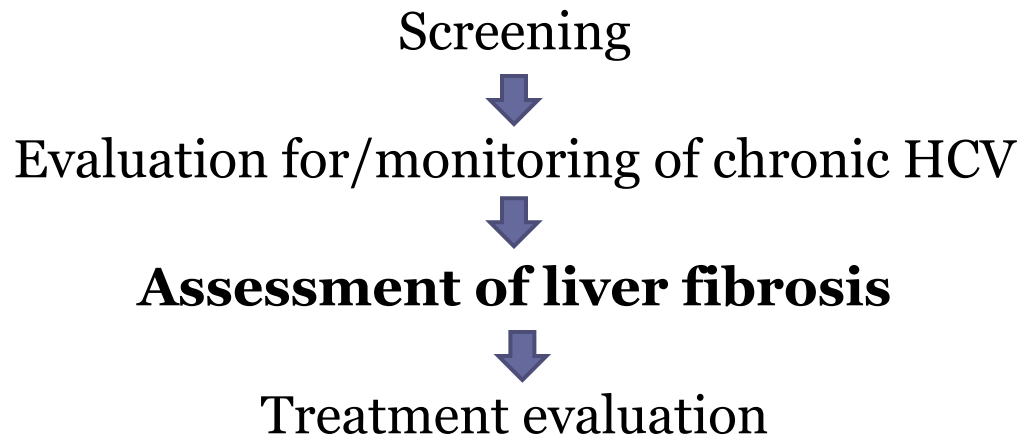 Screening
Evaluation for/monitoring of chronic HCV
Assessment of liver fibrosis
Treatment evaluation